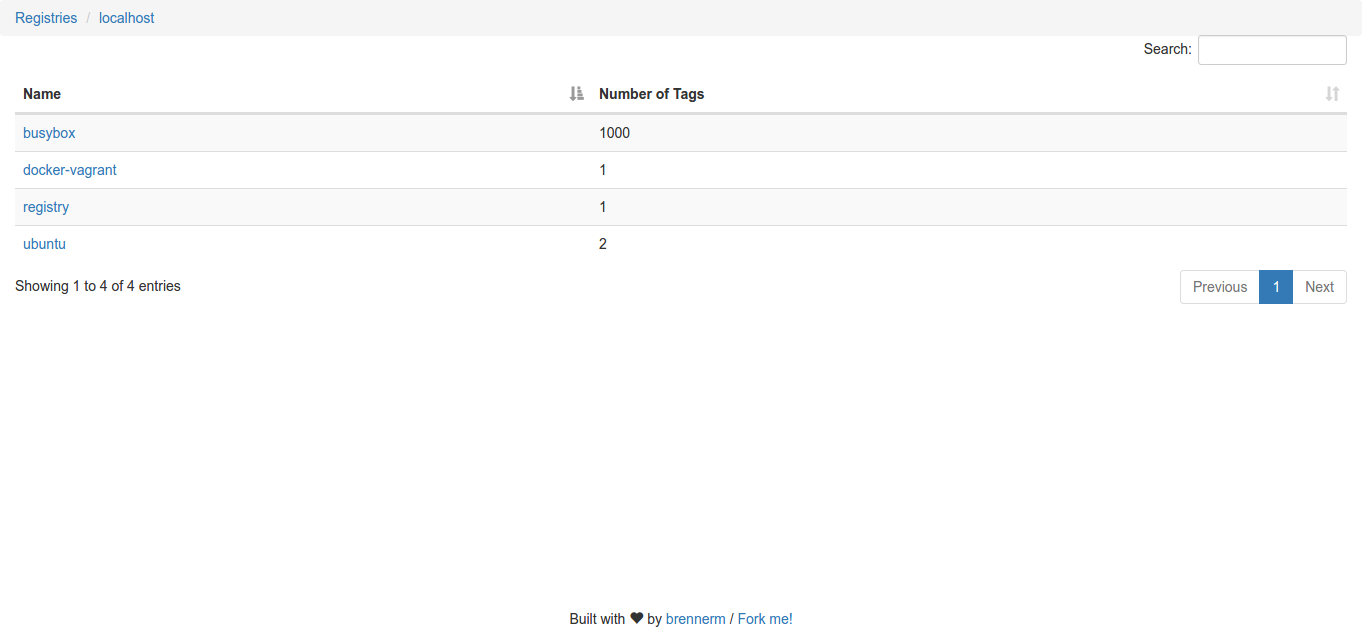 Registries / localhost
Search:
Name Number of Tags
busybox 1000
docker-vagrant 1
registry 1
ubuntu 2
Showing 1 to 4 of 4 entries Previous 1 Next
Built with ♥ by brennerm / Fork me!